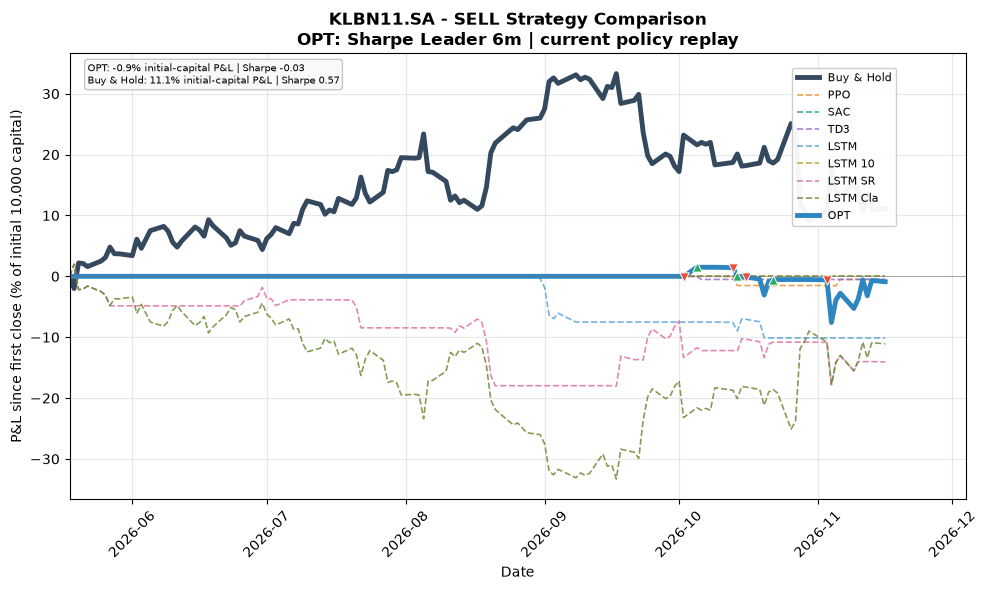 KLBN11.SA - SELL Strategy Comparison
OPT: Sharpe Leader 6m | current policy replay
OPT: -0.9% initial-capital P&L | Sharpe -0.03
Buy & Hold: 11.1% initial-capital P&L | Sharpe 0.57
Buy & Hold
PPO
SAC
TD3
LSTM
LSTM 10
LSTM SR
LSTM Cla
OPT
P&L since first close (% of initial 10,000 capital)
30
20
10
0
−10
−20
−30
2026-06
2026-07
2026-08
2026-09
2026-10
2026-11
2026-12
Date